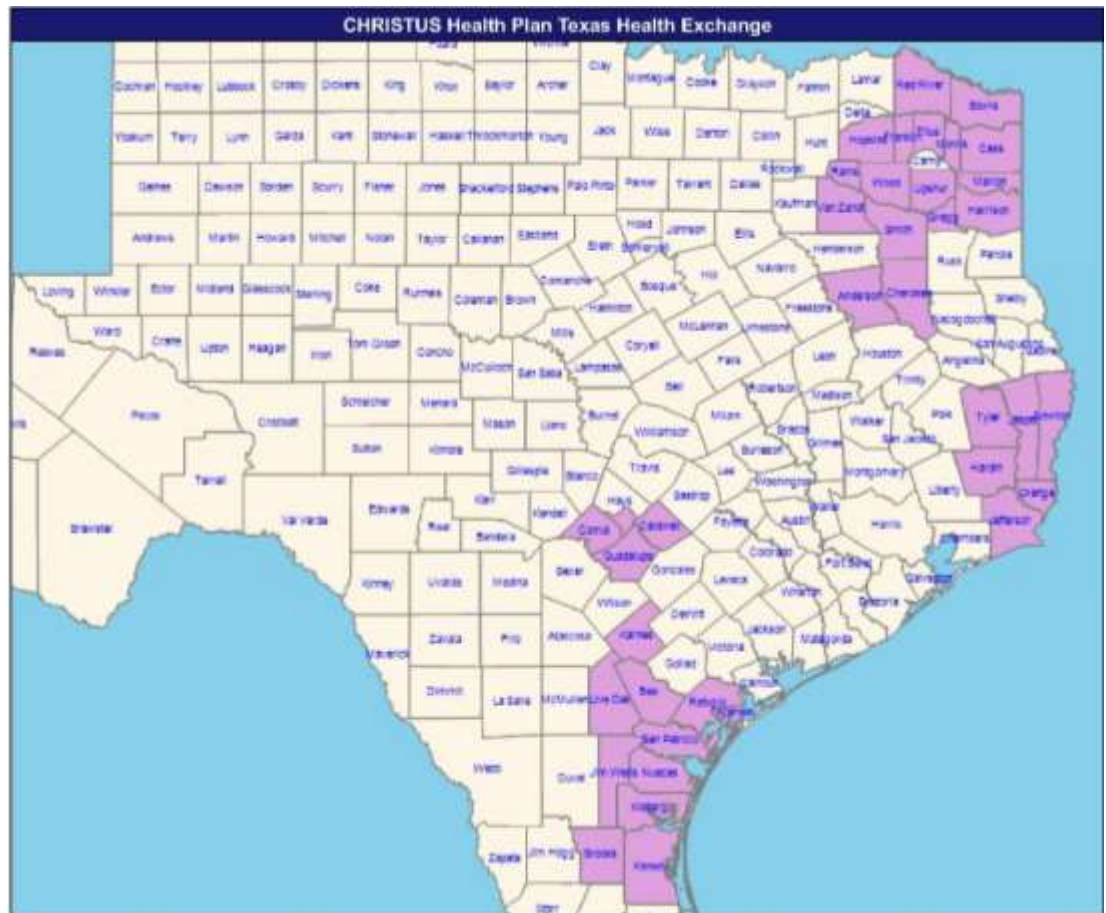 CHRISTUS Health Plan Texas Health Exchange
Clay Montague Cooke Grayson Fannin Lamar Red River Bowie
Cochran Hockley Lubbock Crosby Dickens King Knox Baylor Archer
Delta
Yoakum Terry Lynn Garza Kent Stonewall Haskell Throckmorton Young Jack Wise Denton Collin Hunt Hopkins Franklin Titus Morris Cass
Rockwall Rains Wood Camp Upshur Marion
Gaines Dawson Borden Scurry Fisher Jones Shackelford Stephens Palo Pinto Parker Tarrant Dallas Kaufman Van Zandt Gregg Harrison
Andrews Martin Howard Mitchell Nolan Taylor Callahan Eastland Erath Hood Somervell Johnson Ellis Henderson Smith Rusk Panola
Loving Winkler Ector Midland Glasscock Sterling Coke Runnels Coleman Brown Comanche Hamilton Bosque Hill Navarro Freestone Anderson Cherokee Nacogdoches Shelby
Ward Crane Upton Reagan Irion Tom Green Concho McCulloch San Saba Mills Lampasas Coryell McLennan Limestone Falls Leon Houston Angelina San Augustine Sabine
Reeves Pecos Crockett Schleicher Menard Mason Llano Burnet Bell Milam Robertson Madison Trinity Polk Tyler Jasper Newton
Terrell Sutton Kimble Gillespie Blanco Williamson Travis Lee Burleson Brazos Grimes Walker San Jacinto Hardin
Brewster Val Verde Edwards Real Kerr Bandera Kendall Hays Bastrop Washington Waller Montgomery Liberty Orange
Comal Caldwell Fayette Austin Harris Jefferson Chambers
Kinney Uvalde Medina Bexar Guadalupe Gonzales Lavaca Colorado Fort Bend Galveston
Maverick Zavala Frio Atascosa Wilson Karnes DeWitt Wharton Brazoria
Goliad Victoria Jackson Matagorda
Dimmit La Salle McMullen Live Oak Bee Refugio Calhoun Aransas
San Patricio
Webb Duval Jim Wells Nueces
Kleberg
Zapata Jim Hogg Brooks Kenedy
Starr